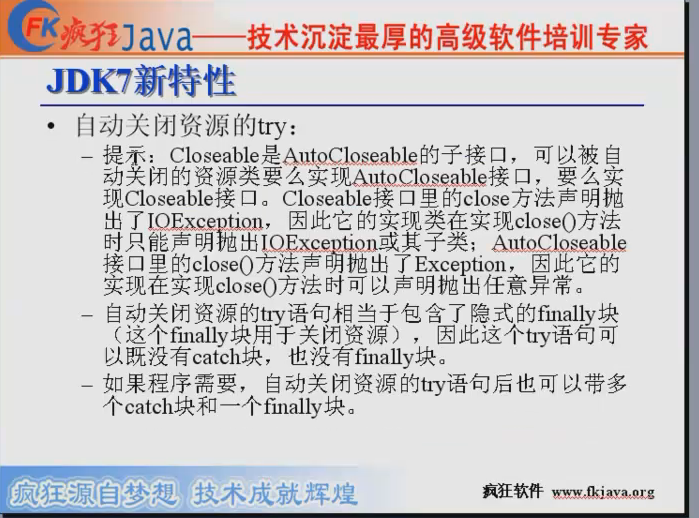 FK疯狂Java——技术沉淀最厚的高级软件培训专家
JDK7新特性
• 自动关闭资源的try：
– 提示：Closeable是AutoCloseable的子接口，可以被自
动关闭的资源类要么实现AutoCloseable接口，要么实
现Closeable接口。Closeable接口里的close方法声明抛
出了IOException，因此它的实现类在实现close()方法
时只能声明抛出IOException或其子类；AutoCloseable
接口里的close()方法声明抛出了Exception，因此它的
实现在实现close()方法时可以声明抛出任意异常。
– 自动关闭资源的try语句相当于包含了隐式的finally块
（这个finally块用于关闭资源），因此这个try语句可
以既没有catch块，也没有finally块。
– 如果程序需要，自动关闭资源的try语句后也可以带多
个catch块和一个finally块。
疯狂源自梦想 技术成就辉煌
疯狂软件 www.fkjava.org